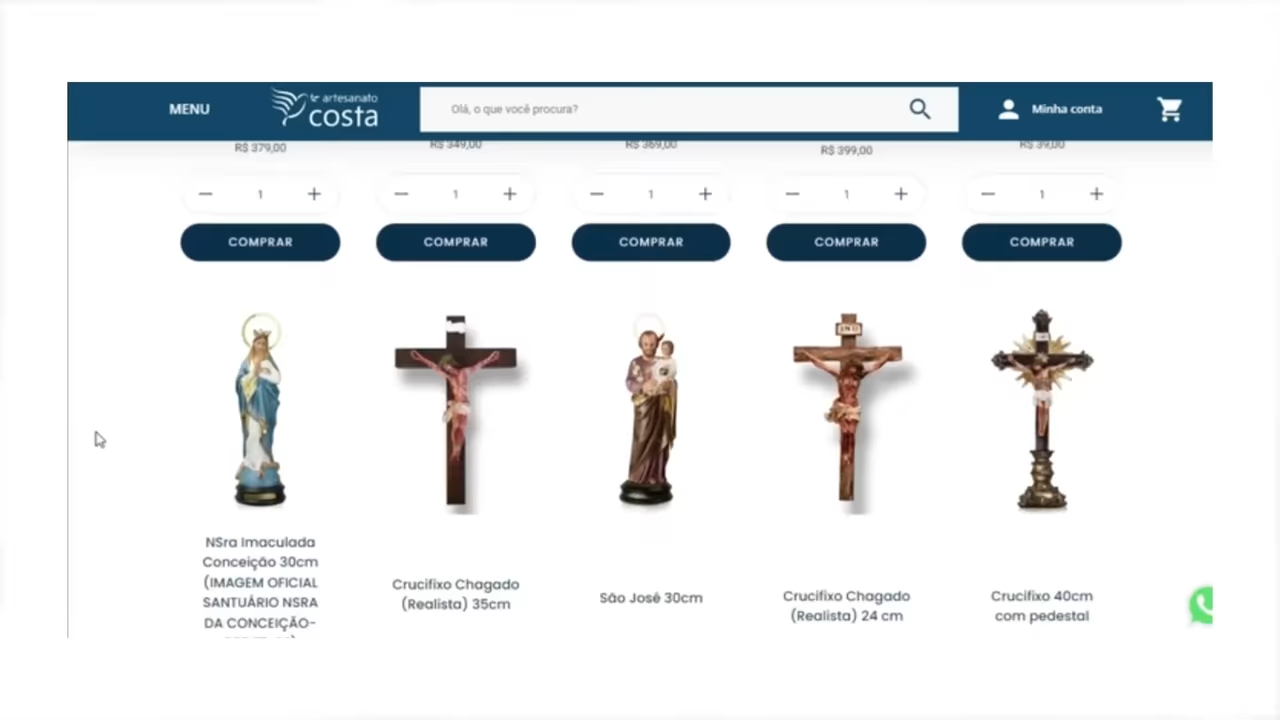 MENU
artesanato
costa
Olá, o que você procura?
Minha conta
R$ 379,00
R$ 349,00
R$ 369,00
R$ 399,00
R$ 39,00
1
1
1
1
1
COMPRAR
COMPRAR
COMPRAR
COMPRAR
COMPRAR
NSra Imaculada
Conceição 30cm
(IMAGEM OFICIAL
SANTUÁRIO NSRA
DA CONCEIÇÃO-
Crucifixo Chagado
(Realista) 35cm
São José 30cm
Crucifixo Chagado
(Realista) 24 cm
Crucifixo 40cm
com pedestal